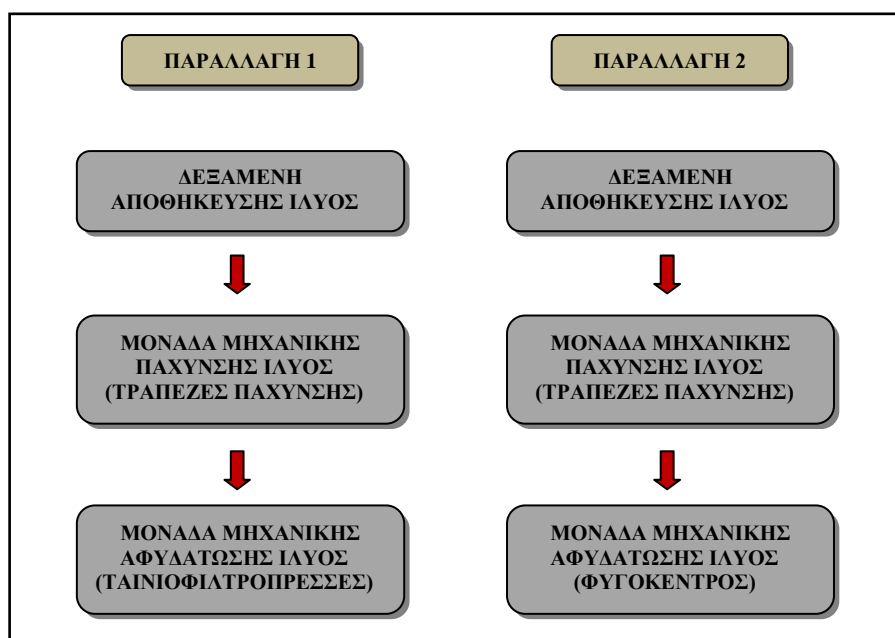 ΠΑΡΑΛΛΑΓΗ 1
ΔΕΞΑΜΕΝΗ
ΑΠΟΘΗΚΕΥΣΗΣ ΙΛΥΟΣ
ΜΟΝΑΔΑ ΜΗΧΑΝΙΚΗΣ
ΠΑΧΥΝΣΗΣ ΙΛΥΟΣ
(ΤΡΑΠΕΖΕΣ ΠΑΧΥΝΣΗΣ)
ΜΟΝΑΔΑ ΜΗΧΑΝΙΚΗΣ
ΑΦΥΔΑΤΩΣΗΣ ΙΛΥΟΣ
(ΤΑΙΝΙΟΦΙΛΤΡΟΠΡΕΣΣΕΣ)
ΠΑΡΑΛΛΑΓΗ 2
ΔΕΞΑΜΕΝΗ
ΑΠΟΘΗΚΕΥΣΗΣ ΙΛΥΟΣ
ΜΟΝΑΔΑ ΜΗΧΑΝΙΚΗΣ
ΠΑΧΥΝΣΗΣ ΙΛΥΟΣ
(ΤΡΑΠΕΖΕΣ ΠΑΧΥΝΣΗΣ)
ΜΟΝΑΔΑ ΜΗΧΑΝΙΚΗΣ
ΑΦΥΔΑΤΩΣΗΣ ΙΛΥΟΣ
(ΦΥΓΟΚΕΝΤΡΟΣ)